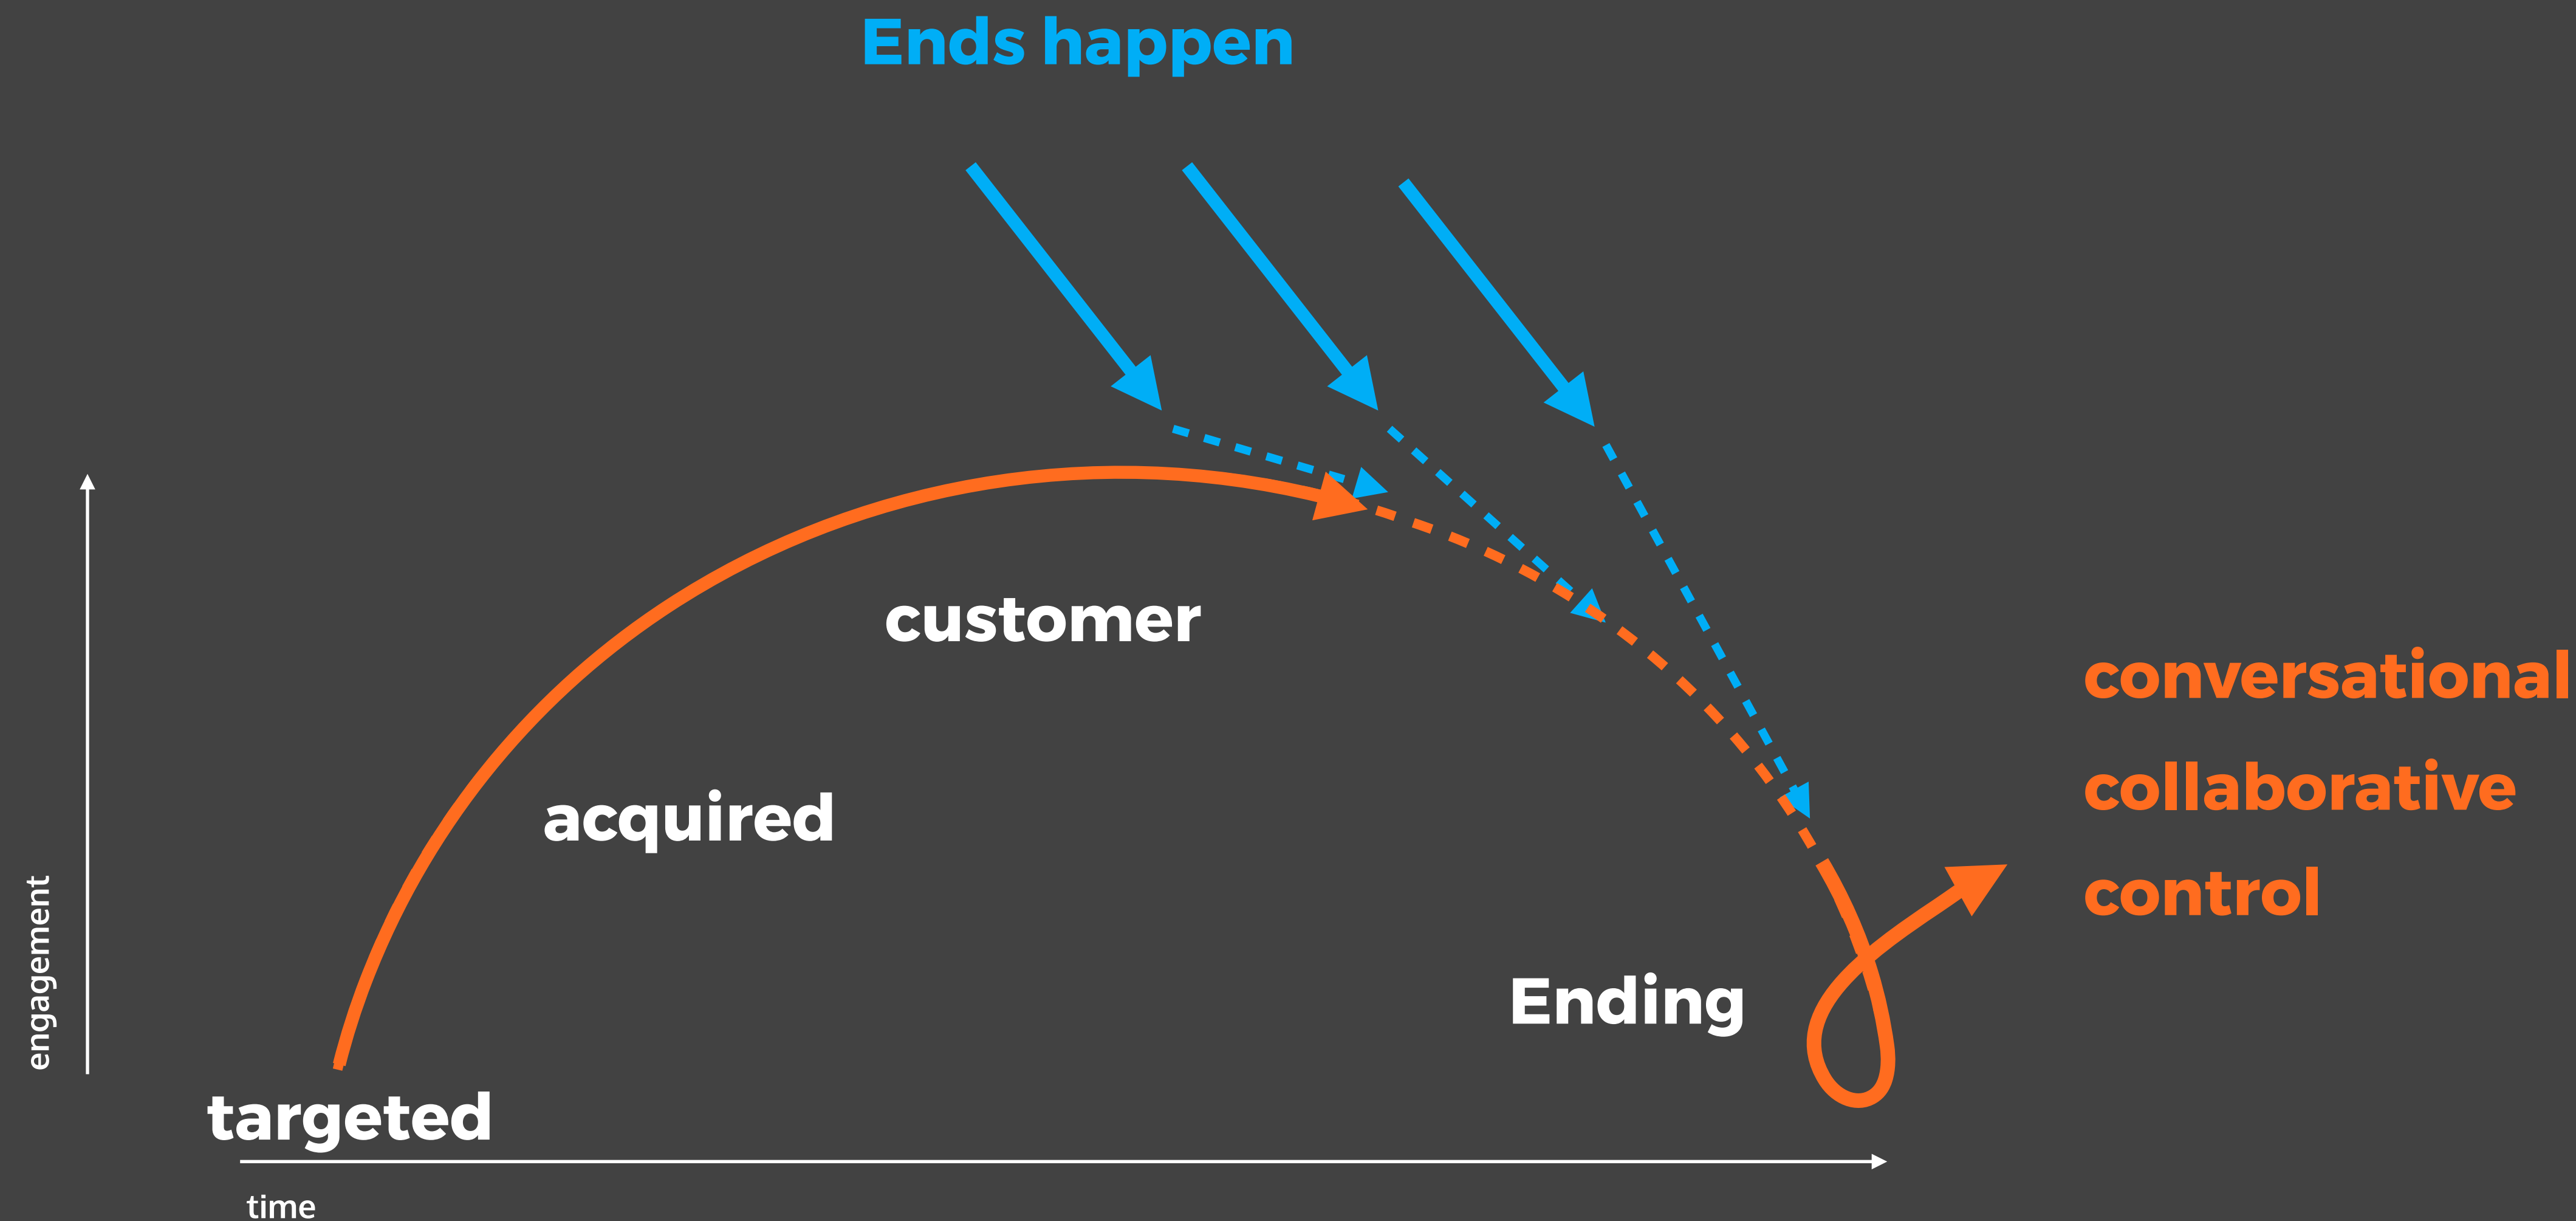 Ends happen
customer
conversational
acquired
collaborative
control
engagement
Ending
targeted
time